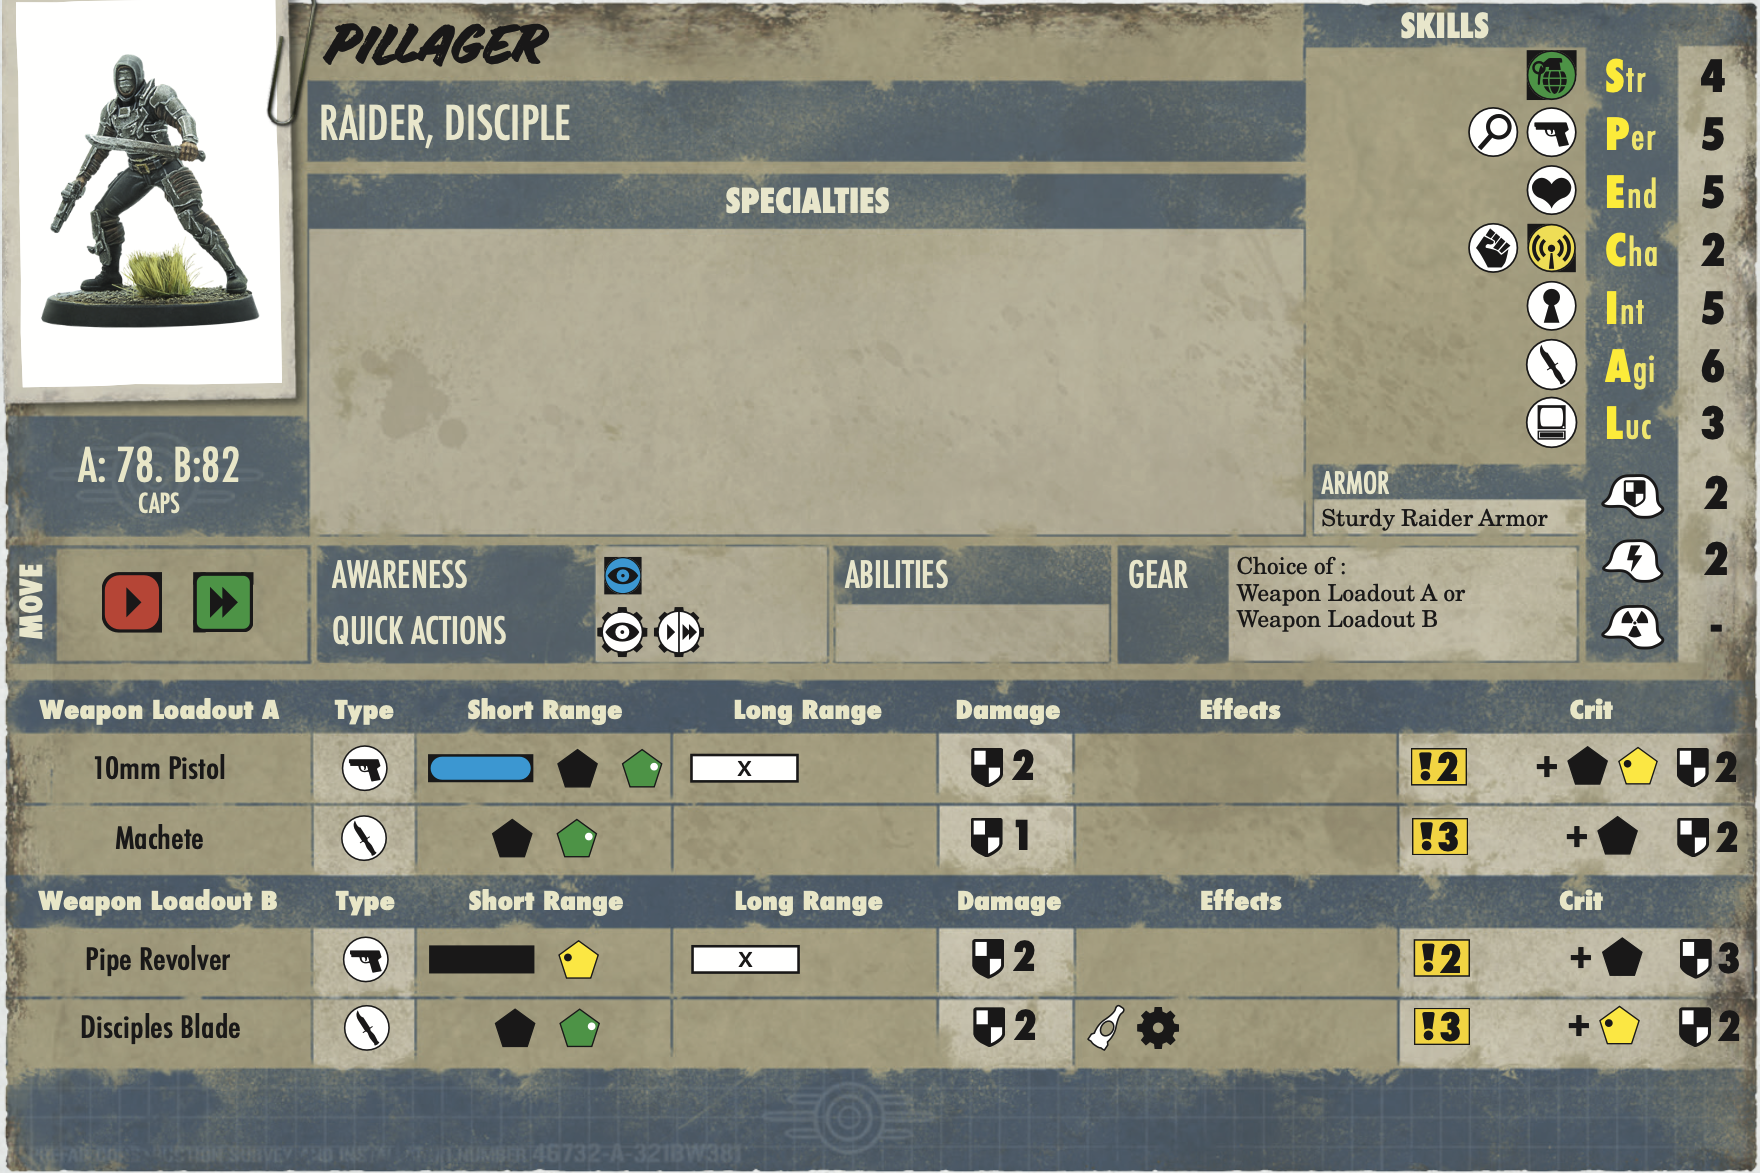 PILLAGER
RAIDER, DISCIPLE
SPECIALTIES
SKILLS
Str 4
Per 5
End 5
Cha 2
Int 5
Agi 6
Luc 3
ARMOR
Sturdy Raider Armor
2
2
-
A: 78. B:82
CAPS
MOVE
AWARENESS
QUICK ACTIONS
ABILITIES
GEAR
Choice of :
Weapon Loadout A or
Weapon Loadout B
Weapon Loadout A Type Short Range Long Range Damage Effects Crit
10mm Pistol X 2 !2 + 2
Machete 1 !3 + 2
Weapon Loadout B Type Short Range Long Range Damage Effects Crit
Pipe Revolver X 2 !2 + 3
Disciples Blade 2 !3 + 2
NUMBER 46732-A-321BW381